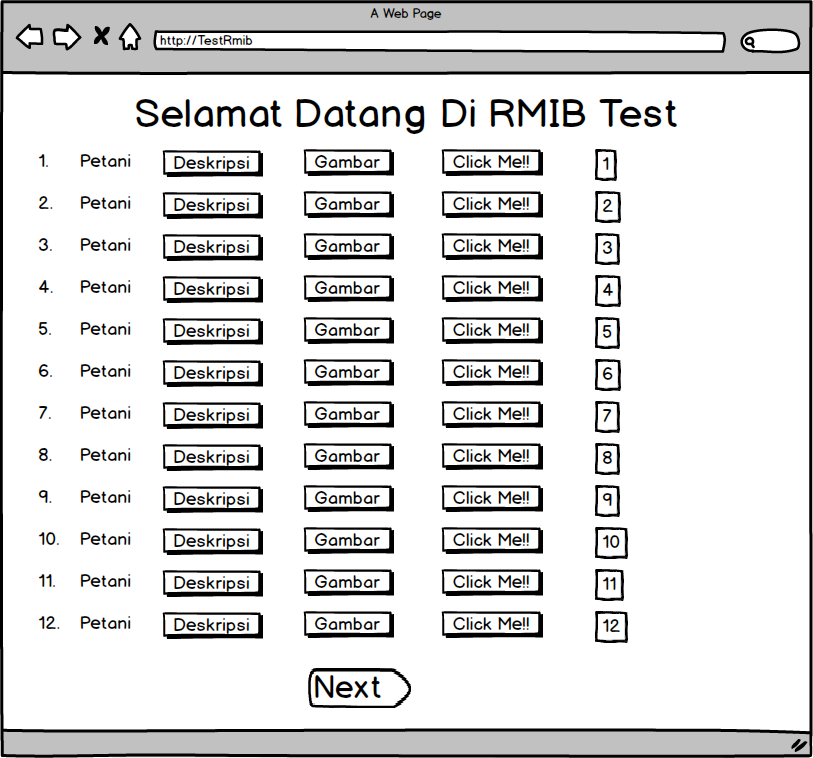 A Web Page
http://TestRmib
Selamat Datang Di RMIB Test
1. Petani Deskripsi Gambar Click Me!! 1
2. Petani Deskripsi Gambar Click Me!! 2
3. Petani Deskripsi Gambar Click Me!! 3
4. Petani Deskripsi Gambar Click Me!! 4
5. Petani Deskripsi Gambar Click Me!! 5
6. Petani Deskripsi Gambar Click Me!! 6
7. Petani Deskripsi Gambar Click Me!! 7
8. Petani Deskripsi Gambar Click Me!! 8
9. Petani Deskripsi Gambar Click Me!! 9
10. Petani Deskripsi Gambar Click Me!! 10
11. Petani Deskripsi Gambar Click Me!! 11
12. Petani Deskripsi Gambar Click Me!! 12
Next